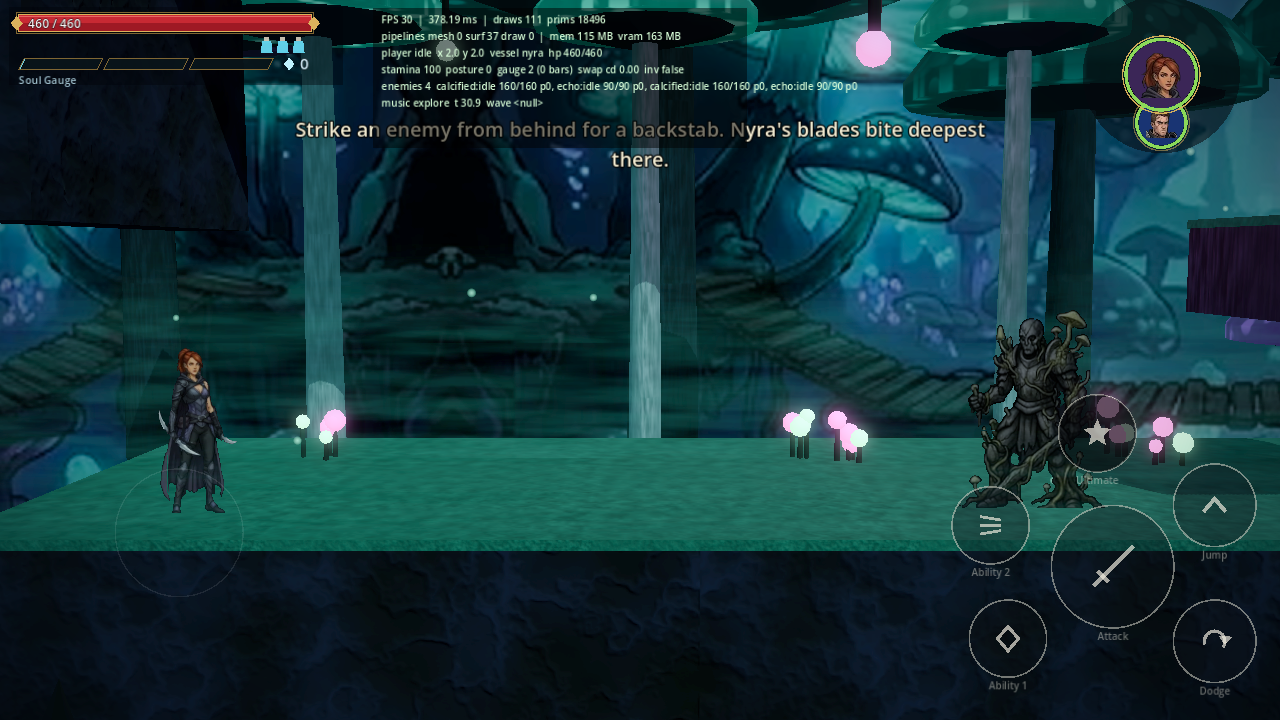 460 / 460
0
Soul Gauge
FPS 30 | 378.19 ms | draws 111 prims 18496
pipelines mesh 0 surf 37 draw 0 | mem 115 MB vram 163 MB
player idle x 2.0 y 2.0 vessel nyra hp 460/460
stamina 100 posture 0 gauge 2 (0 bars) swap cd 0.00 inv false
enemies 4 calcified:idle 160/160 p0, echo:idle 90/90 p0, calcified:idle 160/160 p0, echo:idle 90/90 p0
music explore t 30.9 wave <null>
Strike an enemy from behind for a backstab. Nyra's blades bite deepest
there.
Ultimate
Jump
Ability 2
Attack
Ability 1
Dodge